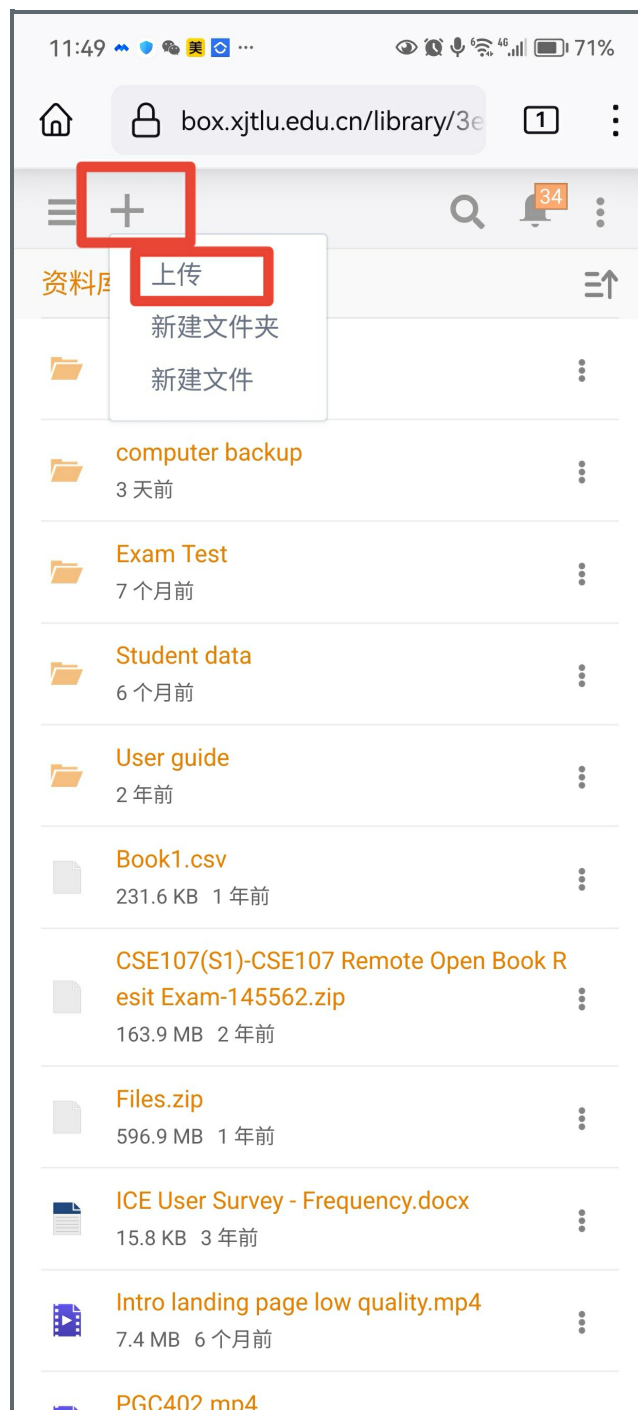 11:49 美 ... 6 4G 71%
box.xjtlu.edu.cn/library/3e 1
34
资料库
上传
新建文件夹
新建文件
computer backup
3 天前
Exam Test
7 个月前
Student data
6 个月前
User guide
2 年前
Book1.csv
231.6 KB 1 年前
CSE107(S1)-CSE107 Remote Open Book R
esit Exam-145562.zip
163.9 MB 2 年前
Files.zip
596.9 MB 1 年前
ICE User Survey - Frequency.docx
15.8 KB 3 年前
Intro landing page low quality.mp4
7.4 MB 6 个月前
PGC402.mp4